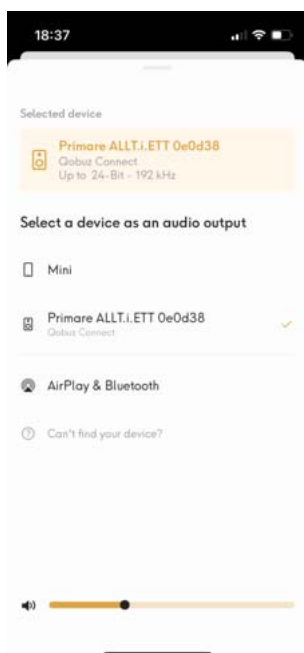 18:37
Selected device
Primare ALLT.i.ETT 0e0d38
Qobuz Connect
Up to 24-Bit - 192 kHz
Select a device as an audio output
Mini
Primare ALLT.i.ETT 0e0d38
Qobuz Connect
AirPlay & Bluetooth
Can't find your device?